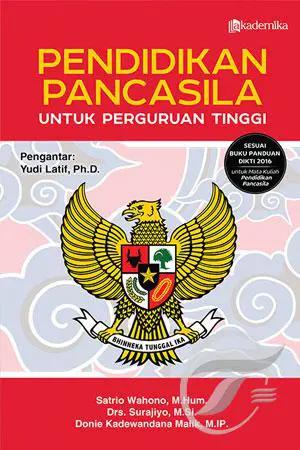 akademika
PENDIDIKAN
PANCASILA
UNTUK PERGURUAN TINGGI
Pengantar:
Yudi Latif, Ph.D.
SESUAI
BUKU PANDUAN
DIKTI 2016
untuk Mata Kuliah
Pendidikan
Pancasila
BHINNEKA TUNGGAL IKA
Satrio Wahono, M.Hum.
Drs. Surajiyo, M.Si.
Donie Kadewandana Malik, M.IP.